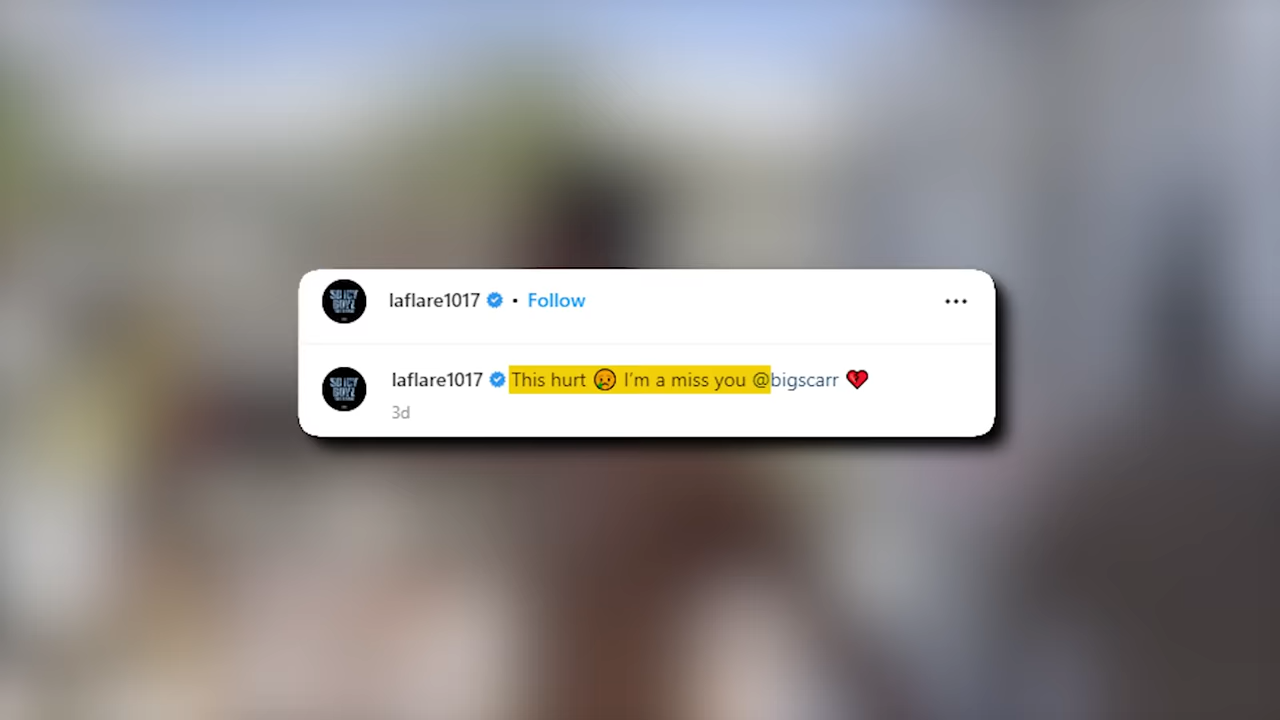 laflare1017 • Follow
laflare1017 This hurt 😢 I'm a miss you @bigscarr 💔
3d